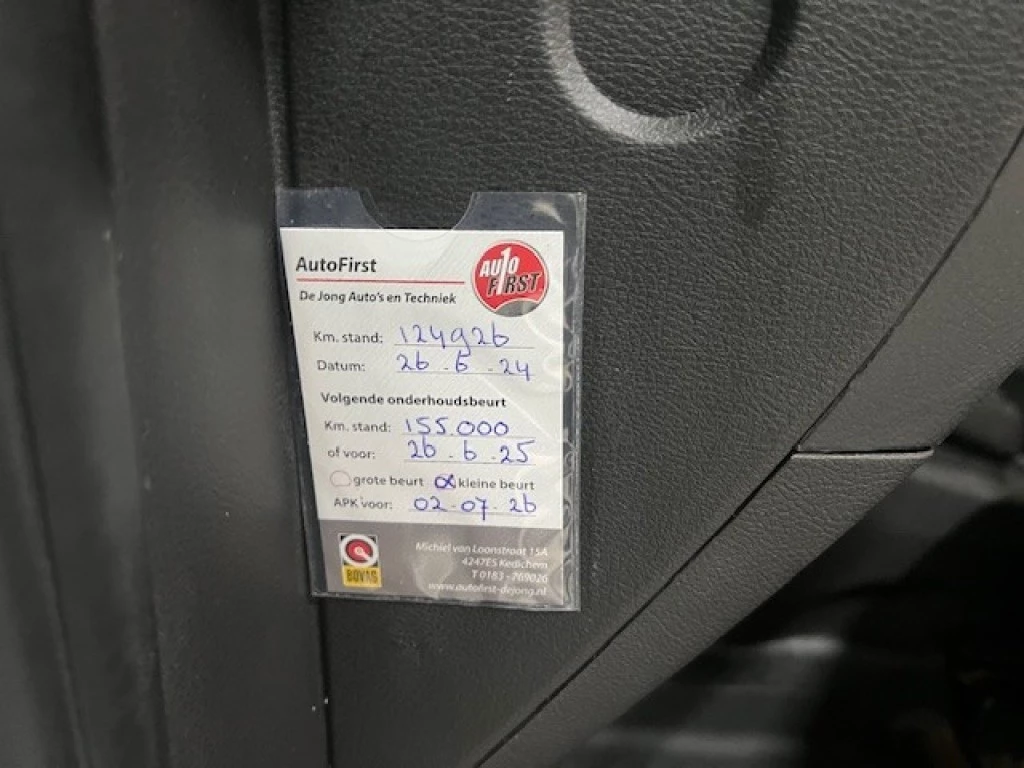 AutoFirst
AUTO FIRST
De Jong Auto's en Techniek
Km. stand: 124926
Datum: 26.6.24
Volgende onderhoudsbeurt
Km. stand: 155.000
of voor: 26.6.25
grote beurt kleine beurt
APK voor: 02.07.26
Michiel van Loonstraat 15A
4247ES Kedichem
T 0183 - 769026
www.autofirst-dejong.nl
BOVAG